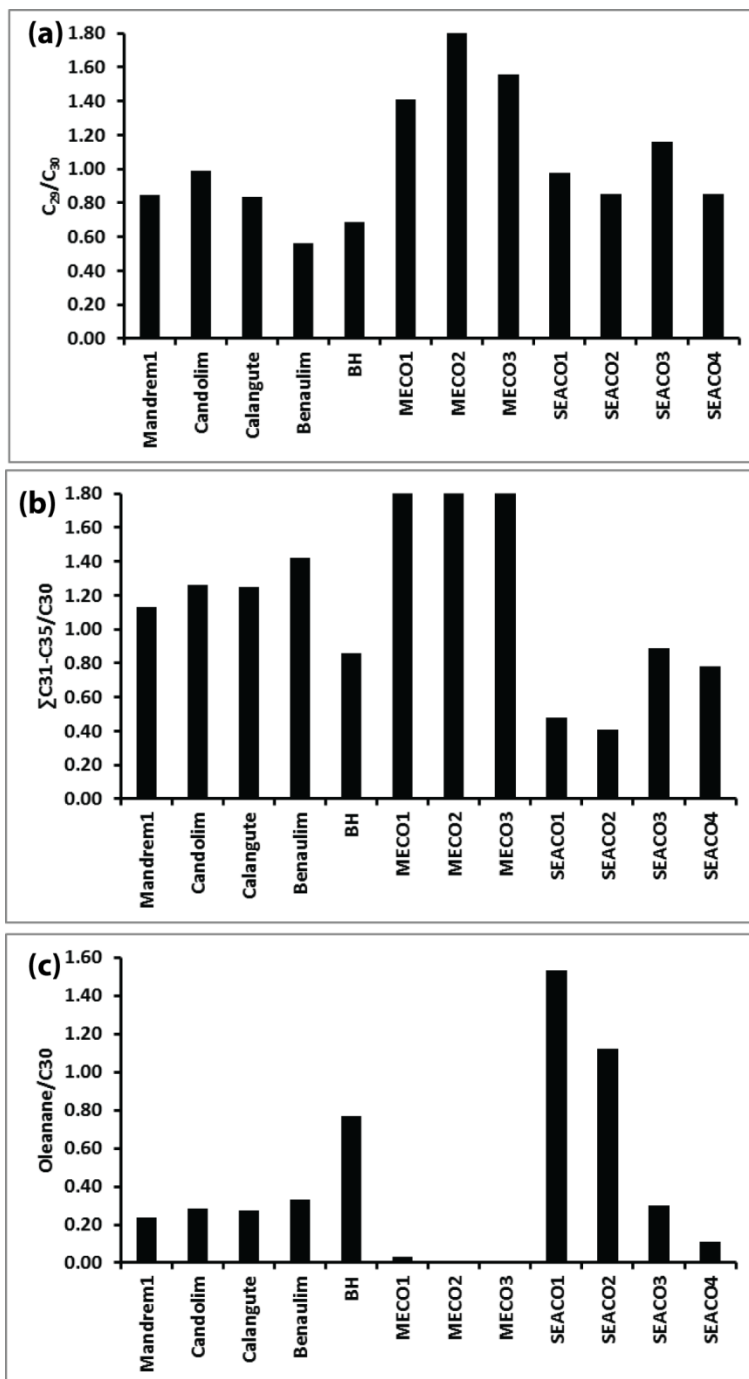 (a)
C₂₉/C₃₀
1.80
1.60
1.40
1.20
1.00
0.80
0.60
0.40
0.20
0.00
Mandrem1
Candolim
Calangute
Benaulim
BH
MECO1
MECO2
MECO3
SEACO1
SEACO2
SEACO3
SEACO4
(b)
∑C31-C35/C30
1.80
1.60
1.40
1.20
1.00
0.80
0.60
0.40
0.20
0.00
Mandrem1
Candolim
Calangute
Benaulim
BH
MECO1
MECO2
MECO3
SEACO1
SEACO2
SEACO3
SEACO4
(c)
Oleanane/C30
1.60
1.40
1.20
1.00
0.80
0.60
0.40
0.20
0.00
Mandrem1
Candolim
Calangute
Benaulim
BH
MECO1
MECO2
MECO3
SEACO1
SEACO2
SEACO3
SEACO4